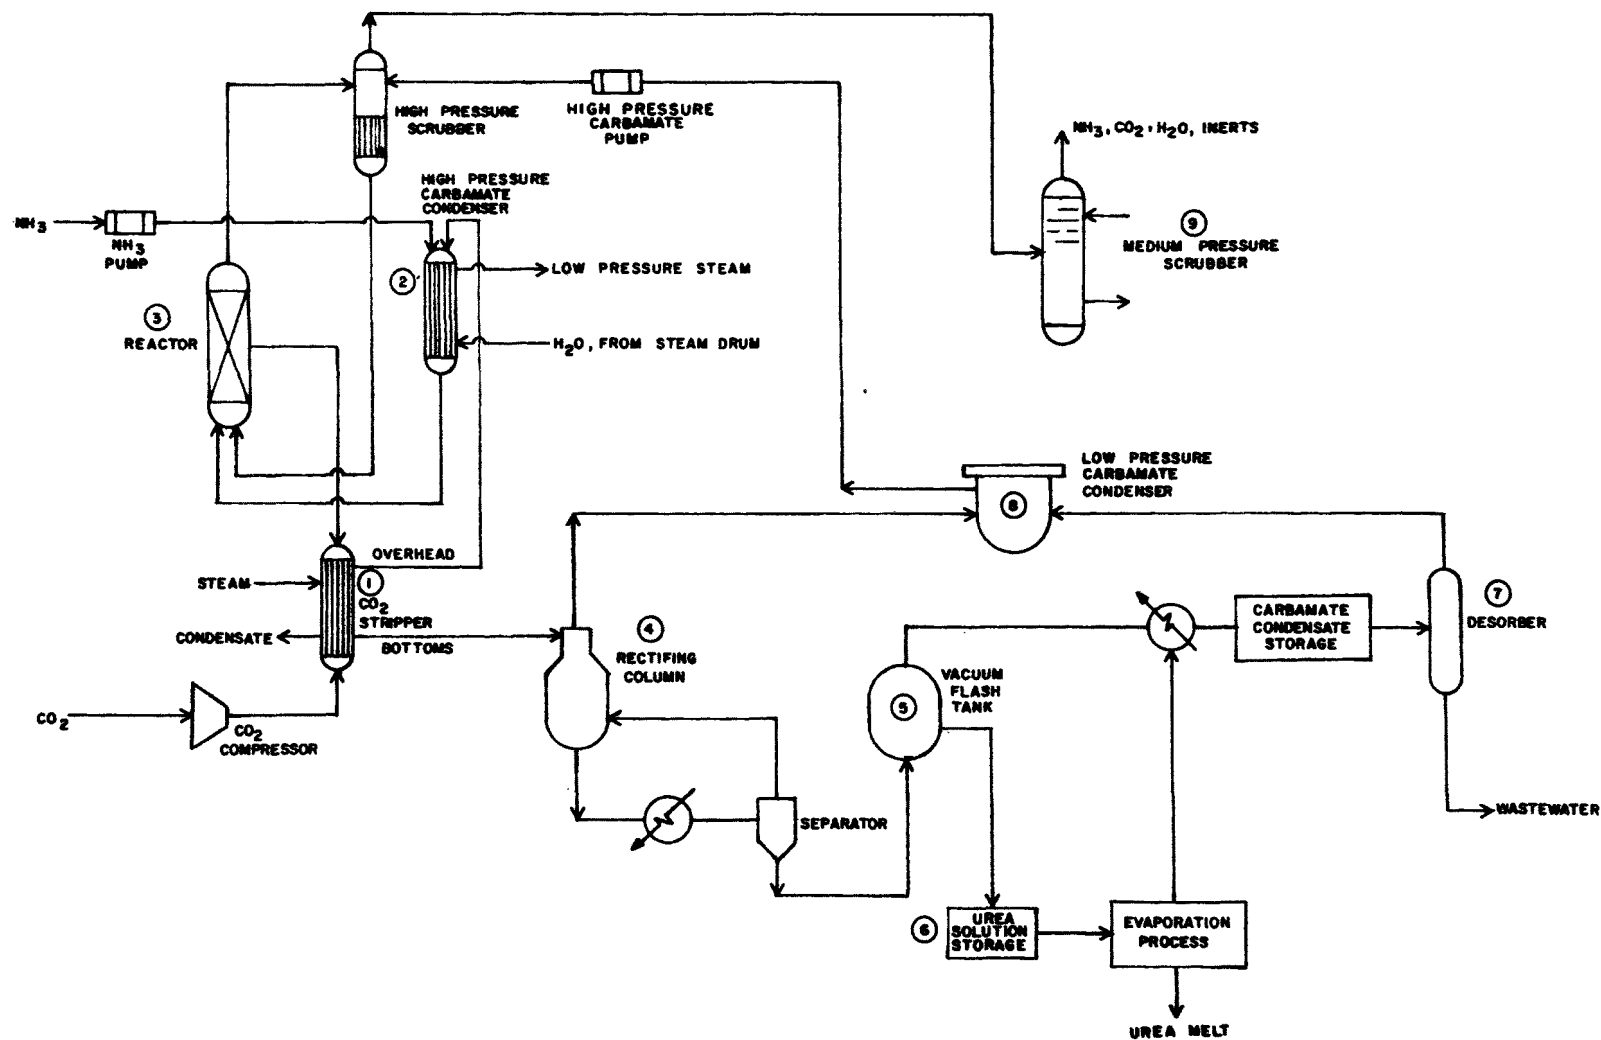 HIGH PRESSURE
SCRUBBER
HIGH PRESSURE
CARBAMATE
PUMP
NH3, CO2, H2O, INERTS
HIGH PRESSURE
CARBAMATE
CONDENSER
NH3
NH3
PUMP
9
MEDIUM PRESSURE
SCRUBBER
2
LOW PRESSURE STEAM
3
REACTOR
H2O, FROM STEAM DRUM
LOW PRESSURE
CARBAMATE
CONDENSER
8
OVERHEAD
STEAM
1
CO2
STRIPPER
CONDENSATE
BOTTOMS
4
RECTIFING
COLUMN
CARBAMATE
CONDENSATE
STORAGE
7
DESORBER
VACUUM
FLASH
TANK
5
CO2
CO2
COMPRESSOR
SEPARATOR
WASTEWATER
6
UREA
SOLUTION
STORAGE
EVAPORATION
PROCESS
UREA MELT